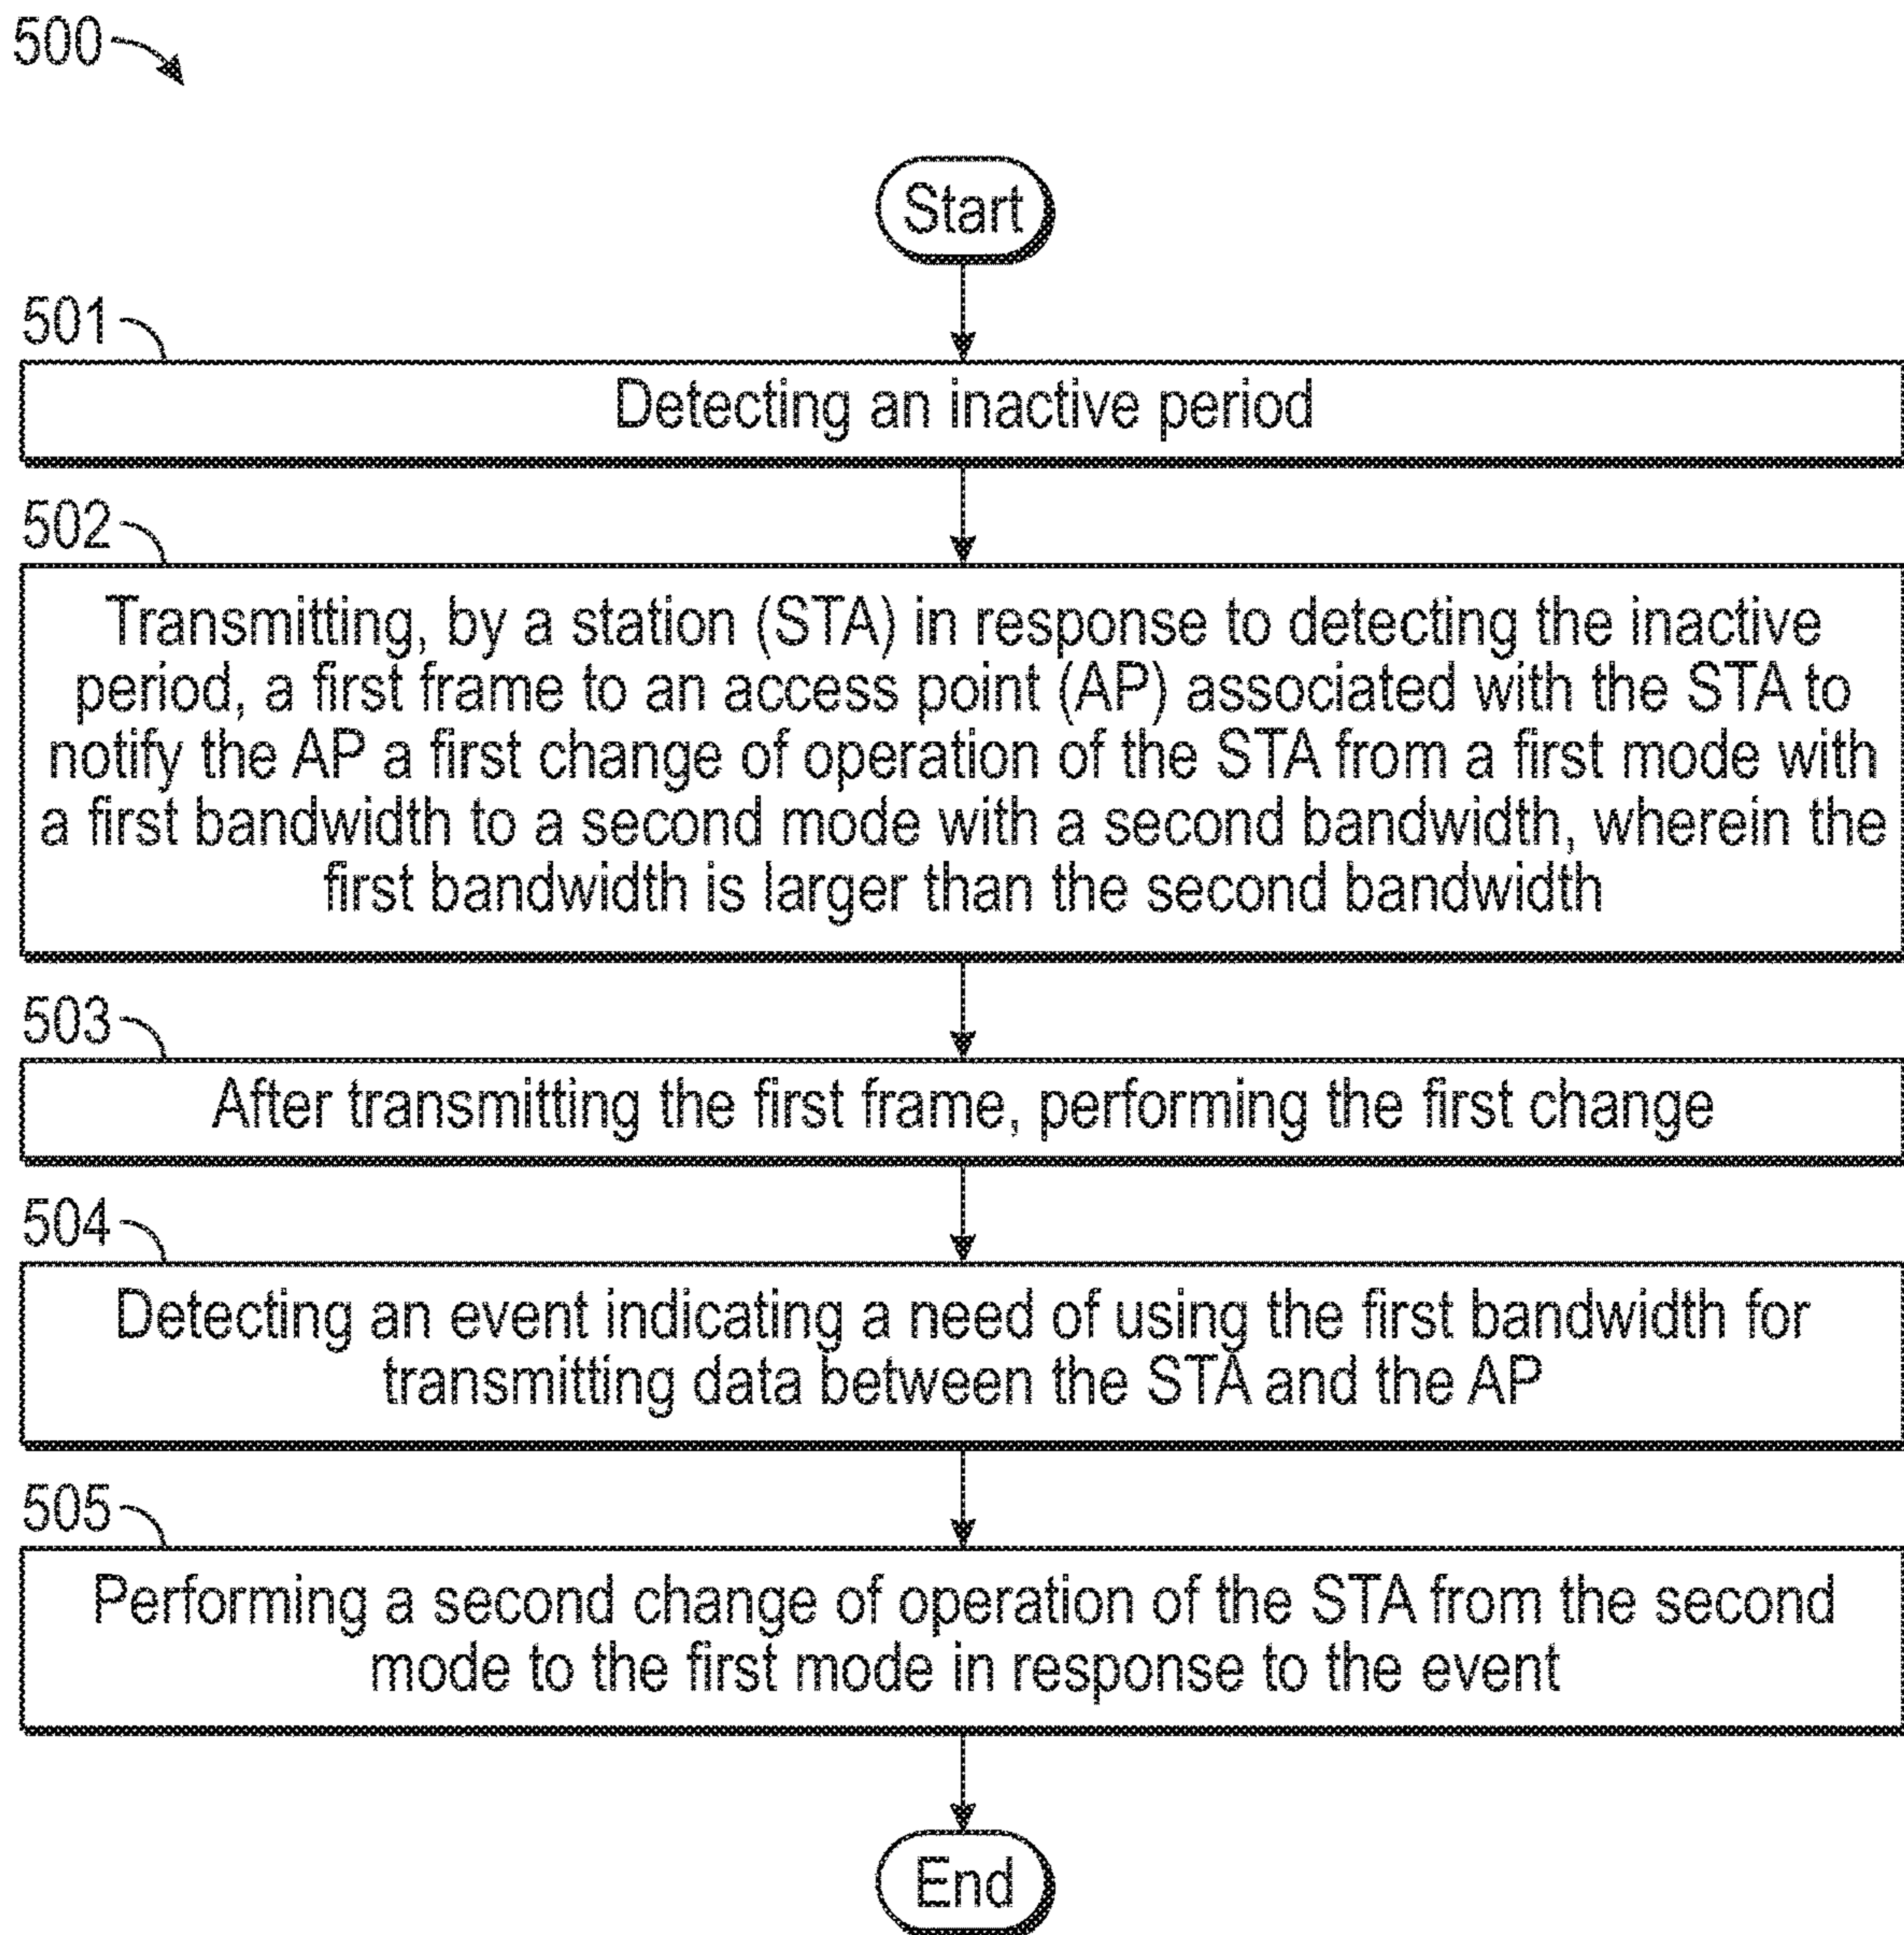 500
Start
501
Detecting an inactive period
502
Transmitting, by a station (STA) in response to detecting the inactive
period, a first frame to an access point (AP) associated with the STA to
notify the AP a first change of operation of the STA from a first mode with
a first bandwidth to a second mode with a second bandwidth, wherein the
first bandwidth is larger than the second bandwidth
503
After transmitting the first frame, performing the first change
504
Detecting an event indicating a need of using the first bandwidth for
transmitting data between the STA and the AP
505
Performing a second change of operation of the STA from the second
mode to the first mode in response to the event
End